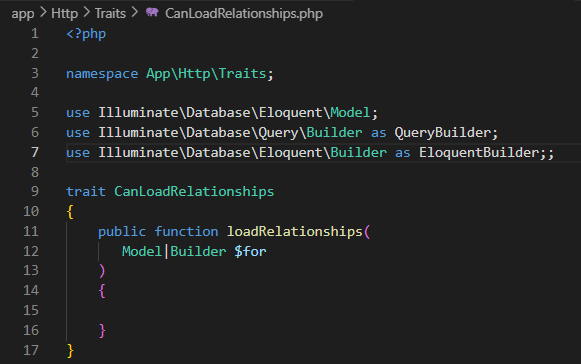 app > Http > Traits > CanLoadRelationships.php
1 <?php
2
3 namespace App\Http\Traits;
4
5 use Illuminate\Database\Eloquent\Model;
6 use Illuminate\Database\Query\Builder as QueryBuilder;
7 use Illuminate\Database\Eloquent\Builder as EloquentBuilder;;
8
9 trait CanLoadRelationships
10 {
11     public function loadRelationships(
12        Model|Builder $for
13     )
14     {
15
16     }
17 }